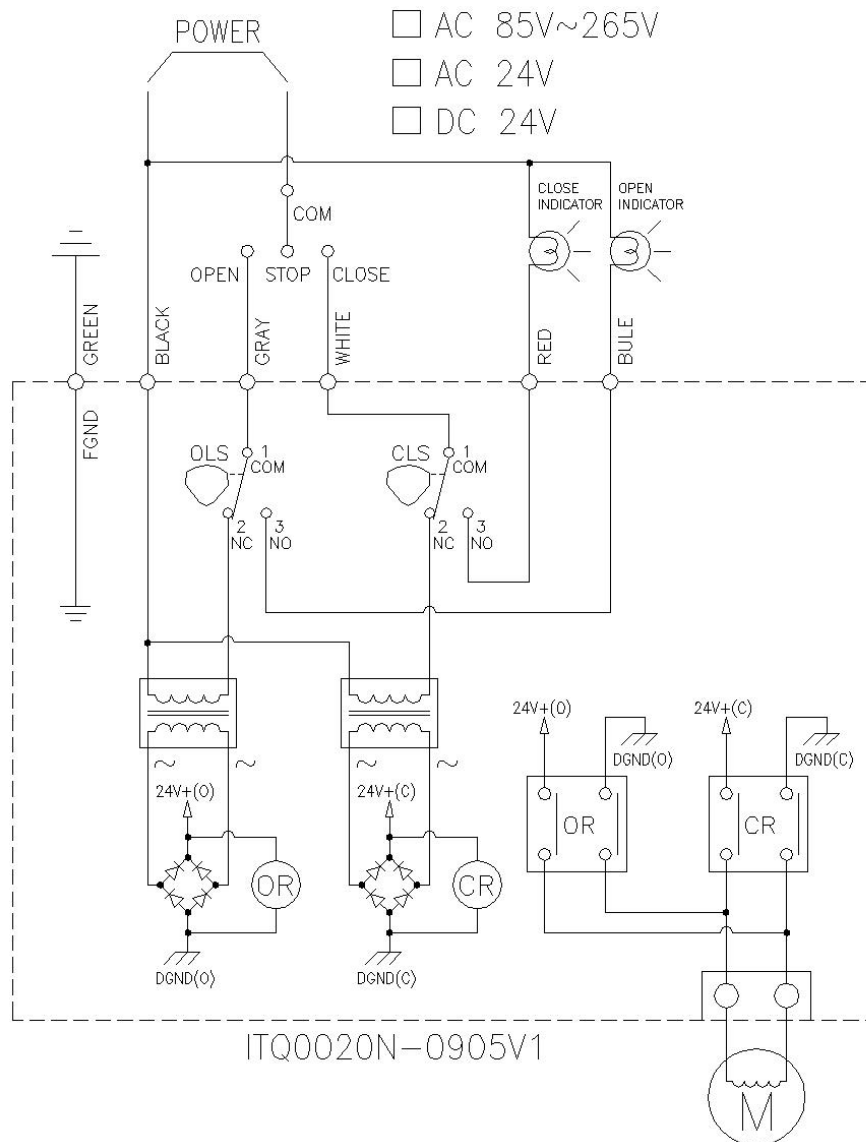 POWER
AC 85V~265V
AC 24V
DC 24V
COM
OPEN STOP CLOSE
CLOSE
INDICATOR
OPEN
INDICATOR
GREEN
BLACK
GRAY
WHITE
RED
BULE
FGND
OLS 1
COM
2
NC
3
NO
CLS 1
COM
2
NC
3
NO
~ ~ ~ ~
24V+(O)
OR
DGND(O)
24V+(C)
CR
DGND(C)
24V+(O)
DGND(O)
OR
24V+(C)
DGND(C)
CR
ITQ0020N-0905V1
M